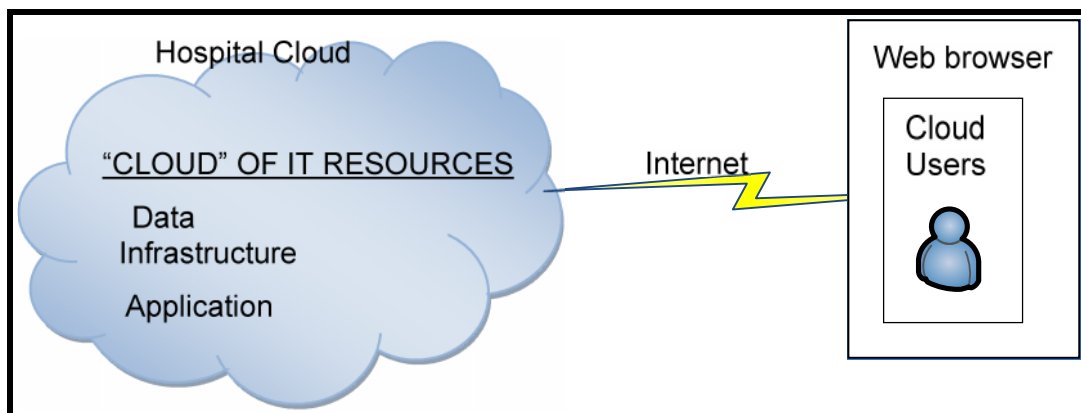 Hospital Cloud
“CLOUD” OF IT RESOURCES
Data
Infrastructure
Application
Internet
Web browser
Cloud
Users